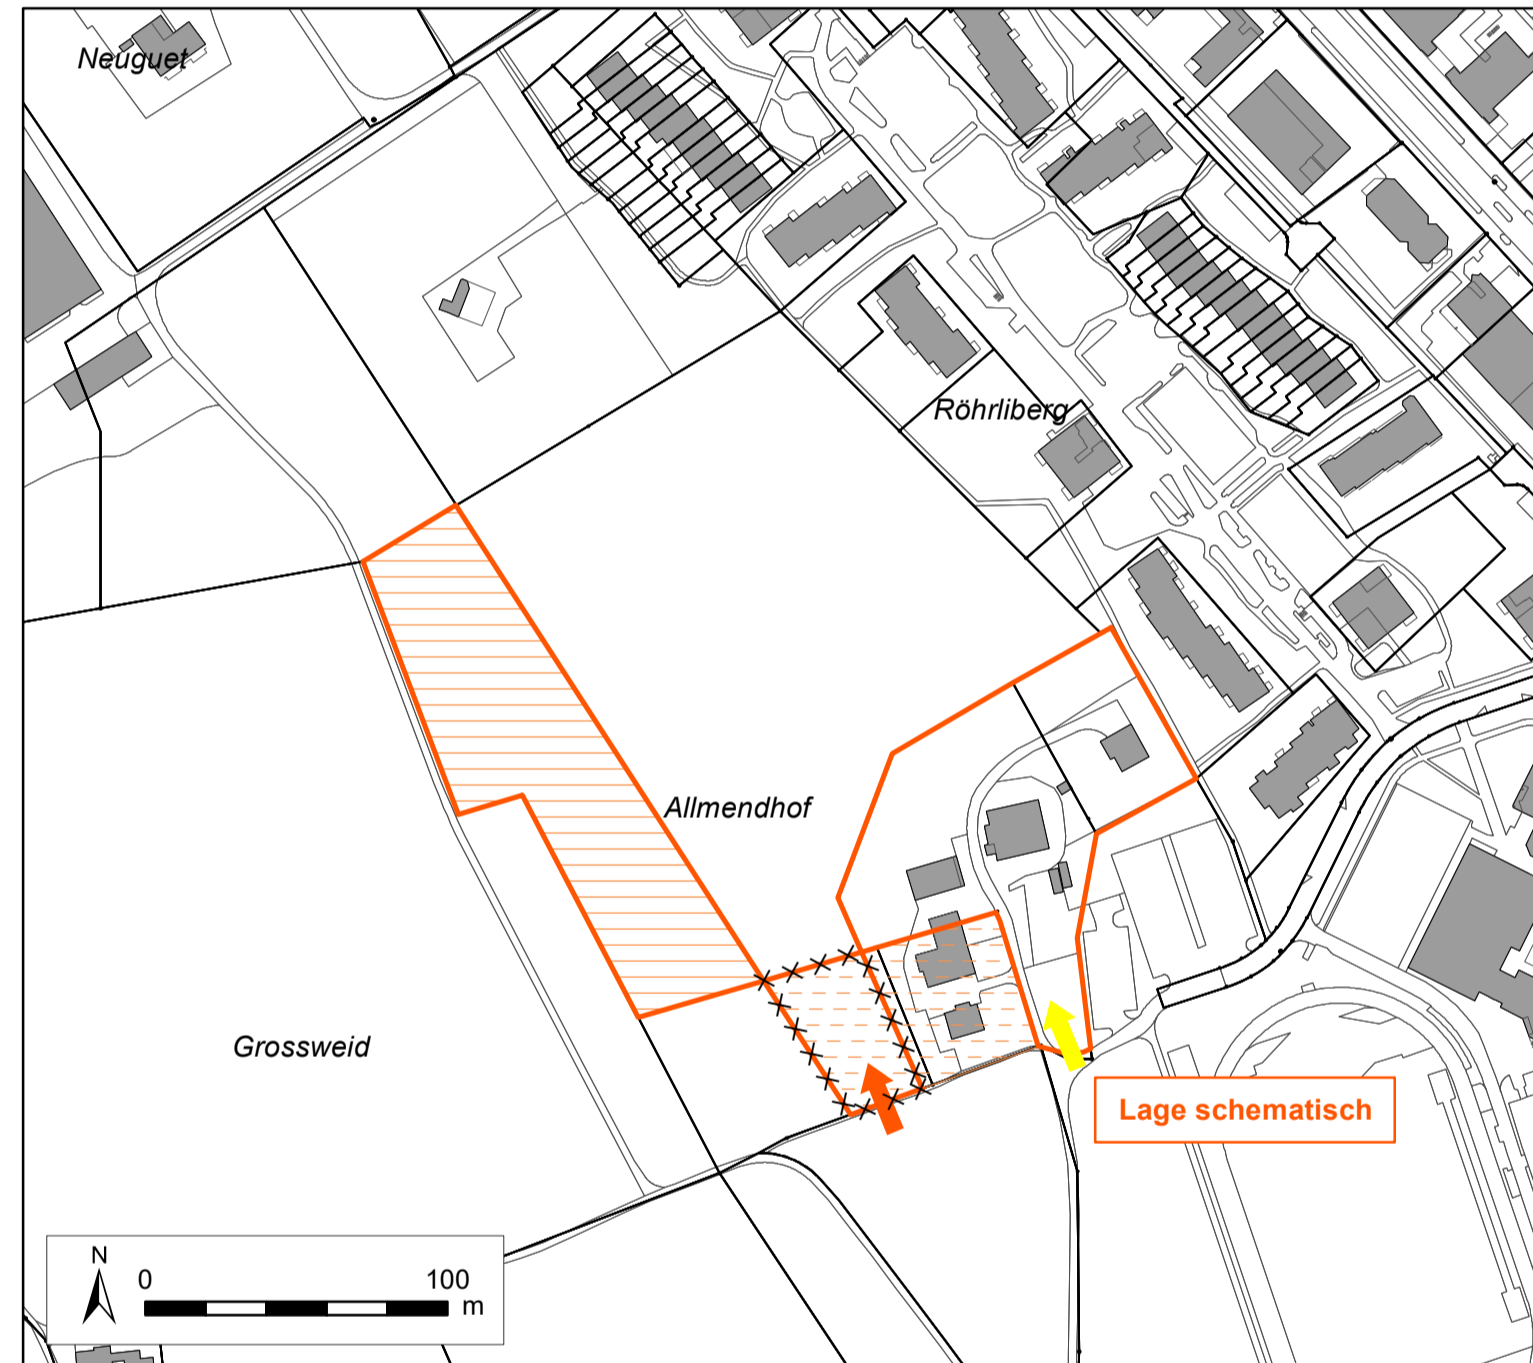 Neuguet
Röhrliberg
Allmendhof
Grossweid
Lage schematisch
N
0 100
m